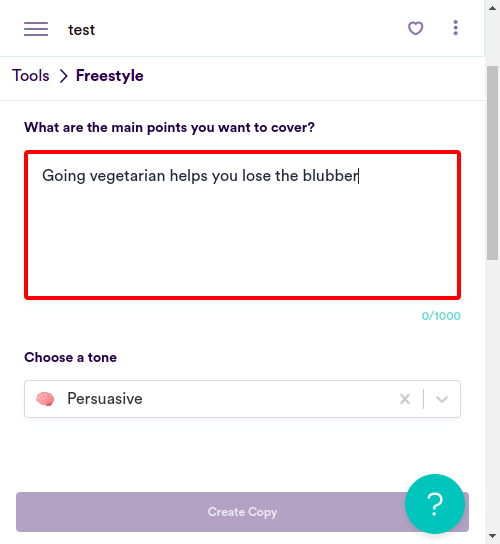 test
Tools > Freestyle
What are the main points you want to cover?
Going vegetarian helps you lose the blubber
0/1000
Choose a tone
Persuasive
Create Copy
?